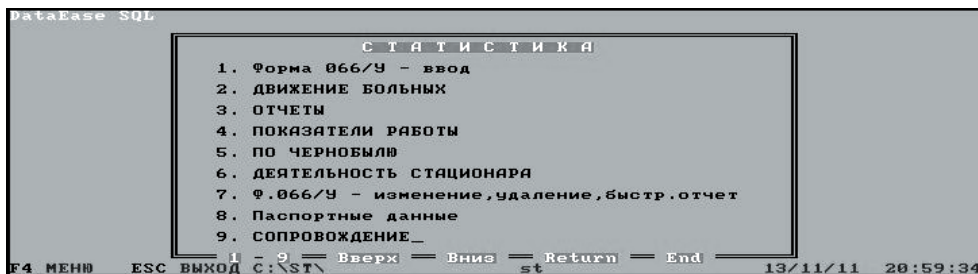 DataEase SQL
С Т А Т И С Т И К А
1. Форма 066/У - ввод
2. ДВИЖЕНИЕ БОЛЬНЫХ
3. ОТЧЕТЫ
4. ПОКАЗАТЕЛИ РАБОТЫ
5. ПО ЧЕРНОБЫЛЮ
6. ДЕЯТЕЛЬНОСТЬ СТАЦИОНАРА
7. Ф.066/У - изменение,удаление,быстр.отчет
8. Паспортные данные
9. СОПРОВОЖДЕНИЕ_
1 - 9 == Вверх == Вниз == Return == End
F4 МЕНЮ ESC ВЫХОД C:\ST\ st 13/11/11 20:59:34